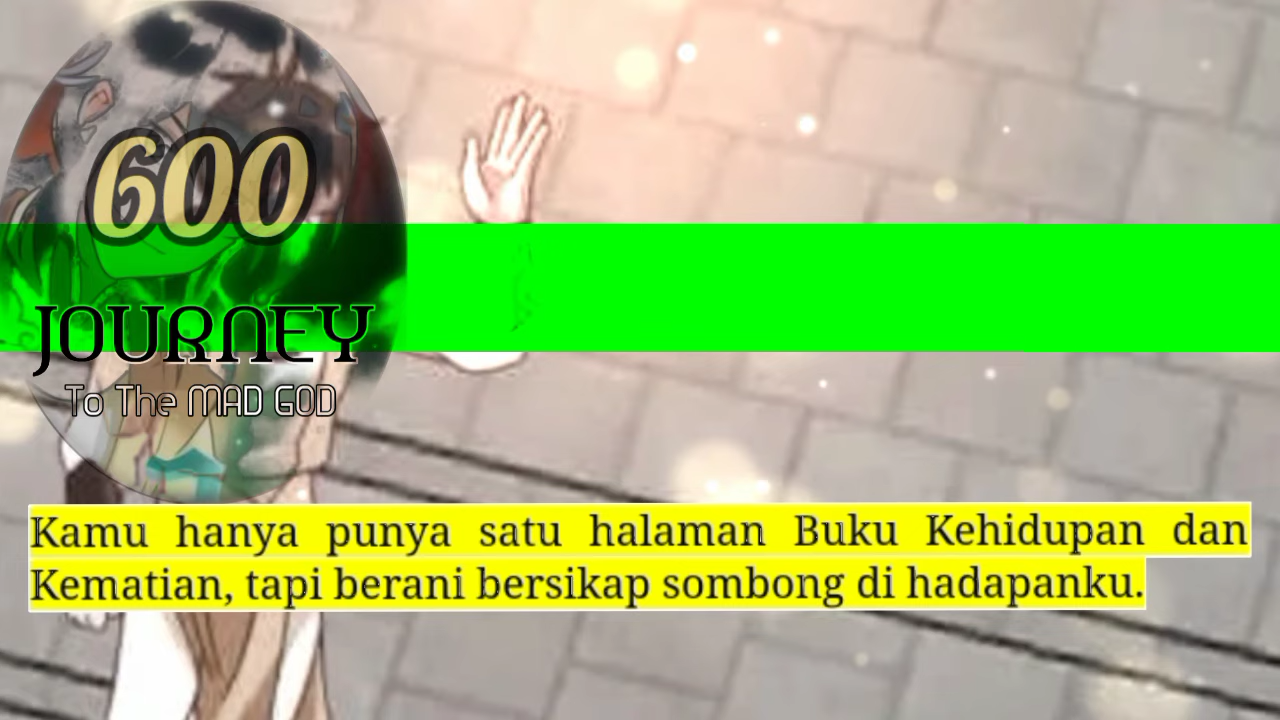 600
JOURNEY
To The MAD GOD
Kamu hanya punya satu halaman Buku Kehidupan dan
Kematian, tapi berani bersikap sombong di hadapanku.